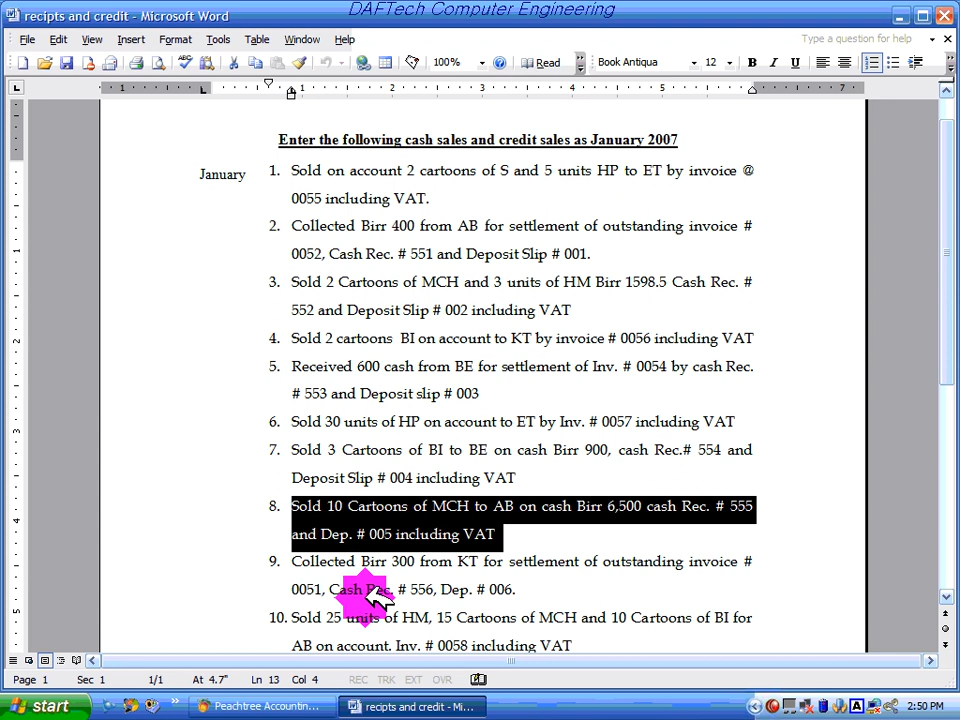 DAFTech Computer Engineering
recipts and credit - Microsoft Word
File Edit View Insert Format Tools Table Window Help Type a question for help
100% Read Book Antiqua 12 B I U
1 1 2 3 4 5 7
Enter the following cash sales and credit sales as January 2007
January 1. Sold on account 2 cartons of S and 5 units HP to ET by invoice @
0055 including VAT.
2. Collected Birr 400 from AB for settlement of outstanding invoice #
0052, Cash Rec. # 551 and Deposit Slip # 001.
3. Sold 2 Cartons of MCH and 3 units of HM Birr 1598.5 Cash Rec. #
552 and Deposit Slip # 002 including VAT
4. Sold 2 cartoons BI on account to KT by invoice # 0056 including VAT
5. Received 600 cash from BE for settlement of Inv. # 0054 by cash Rec.
# 553 and Deposit slip # 003
6. Sold 30 units of HP on account to ET by Inv. # 0057 including VAT
7. Sold 3 Cartoons of BI to BE on cash Birr 900, cash Rec.# 554 and
Deposit Slip # 004 including VAT
8. Sold 10 Cartoons of MCH to AB on cash Birr 6,500 cash Rec. # 555
and Dep. # 005 including VAT
9. Collected Birr 300 from KT for settlement of outstanding invoice #
0051, Cash Rec. # 556, Dep. # 006.
10. Sold 25 units of HM, 15 Cartoons of MCH and 10 Cartoons of BI for
AB on account. Inv. # 0058 including VAT
Page 1 Sec 1 1/1 At 4.7" Ln 13 Col 4 REC TRK EXT OVR
start Peachtree Accountin... recipts and credit - Mi... A 2:50 PM